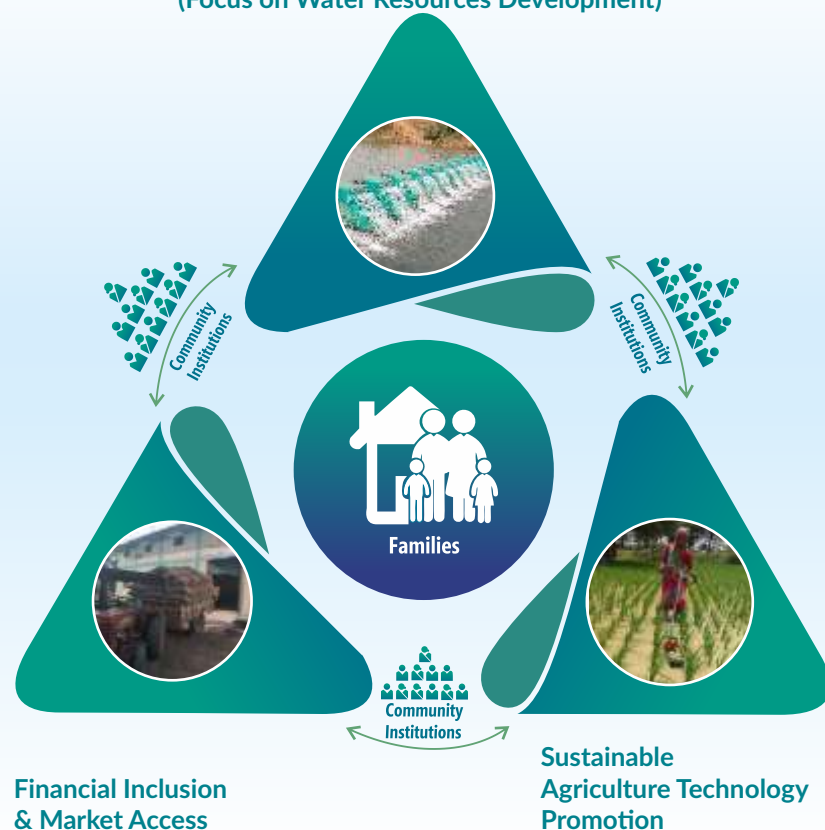 (Focus on Water Resources Development)
Community
Institutions
Community
Institutions
Families
Community
Institutions
Financial Inclusion
& Market Access
Sustainable
Agriculture Technology
Promotion